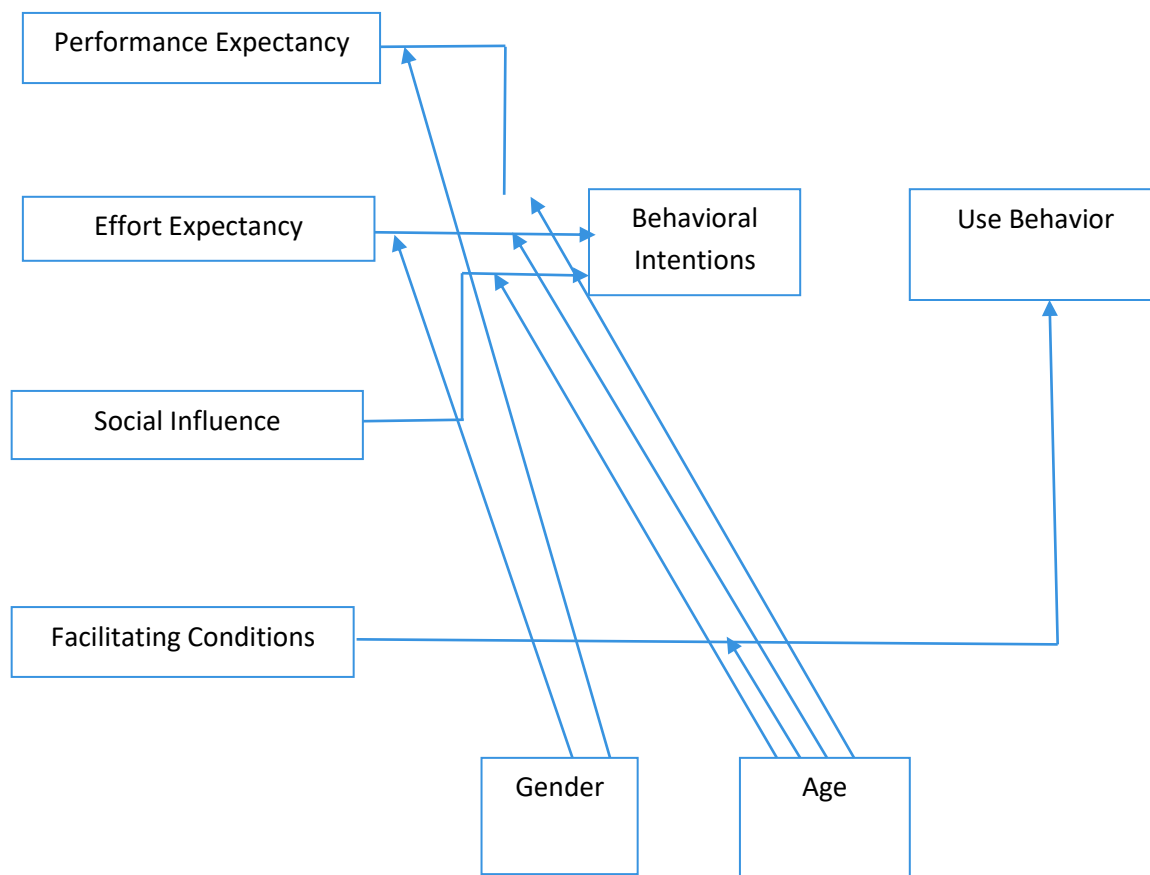 Performance Expectancy
Effort Expectancy
Behavioral
Intentions
Use Behavior
Social Influence
Facilitating Conditions
Gender
Age